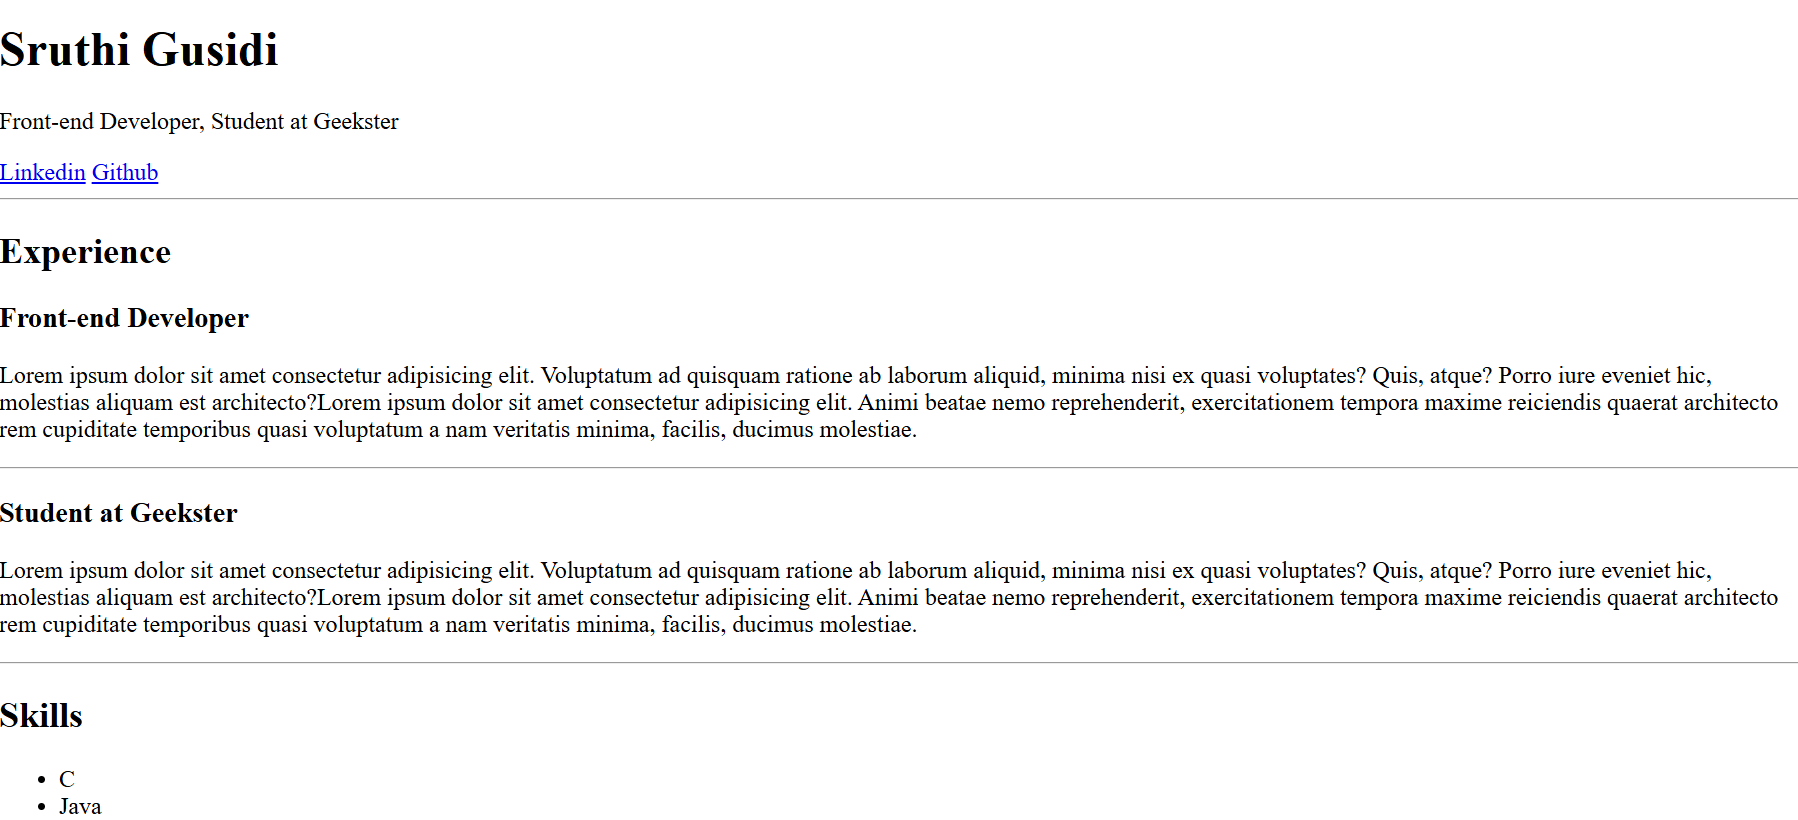 Sruthi Gusidi
Front-end Developer, Student at Geekster
Linkedin Github
Experience
Front-end Developer
Lorem ipsum dolor sit amet consectetur adipisicing elit. Voluptatum ad quisquam ratione ab laborum aliquid, minima nisi ex quasi voluptates? Quis, atque? Porro iure eveniet hic,
molestias aliquam est architecto?Lorem ipsum dolor sit amet consectetur adipisicing elit. Animi beatae nemo reprehenderit, exercitationem tempora maxime reiciendis quaerat architecto
rem cupiditate temporibus quasi voluptatum a nam veritatis minima, facilis, ducimus molestiae.
Student at Geekster
Lorem ipsum dolor sit amet consectetur adipisicing elit. Voluptatum ad quisquam ratione ab laborum aliquid, minima nisi ex quasi voluptates? Quis, atque? Porro iure eveniet hic,
molestias aliquam est architecto?Lorem ipsum dolor sit amet consectetur adipisicing elit. Animi beatae nemo reprehenderit, exercitationem tempora maxime reiciendis quaerat architecto
rem cupiditate temporibus quasi voluptatum a nam veritatis minima, facilis, ducimus molestiae.
Skills
• C
• Java